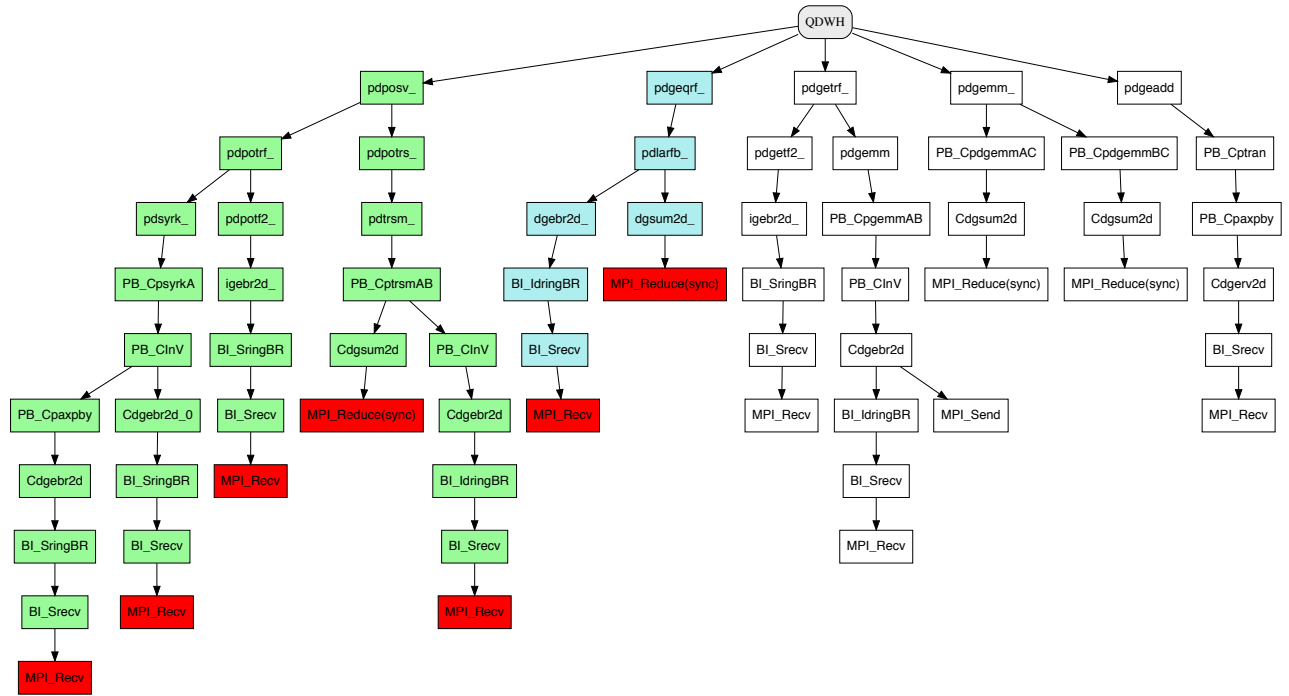 QDWH
pdposv_
pdgeqrf_
pdgetrf_
pdgemm_
pdgeadd
pdpotrf_
pdpotrs_
pdlarfb_
pdgetf2_
pdgemm
PB_CpdgemmAC
PB_CpdgemmBC
PB_Cptran
pdsyrk_
pdpotf2_
pdtrsm_
dgebr2d_
dgsum2d_
igebr2d_
PB_CpgemmAB
Cdgsum2d
Cdgsum2d
PB_Cpaxpby
PB_CpsyrkA
igebr2d_
PB_CptrsmAB
BI_IdringBR
MPI_Reduce(sync)
BI_SringBR
PB_CInV
MPI_Reduce(sync)
MPI_Reduce(sync)
Cdgerv2d
PB_CInV
BI_SringBR
Cdgsum2d
PB_CInV
BI_Srecv
BI_Srecv
Cdgebr2d
BI_Srecv
PB_Cpaxpby
Cdgebr2d_0
BI_Srecv
MPI_Reduce(sync)
Cdgebr2d
MPI_Recv
MPI_Recv
BI_IdringBR
MPI_Send
MPI_Recv
Cdgebr2d
BI_SringBR
MPI_Recv
BI_IdringBR
BI_Srecv
BI_SringBR
BI_Srecv
BI_Srecv
MPI_Recv
BI_Srecv
MPI_Recv
MPI_Recv
MPI_Recv